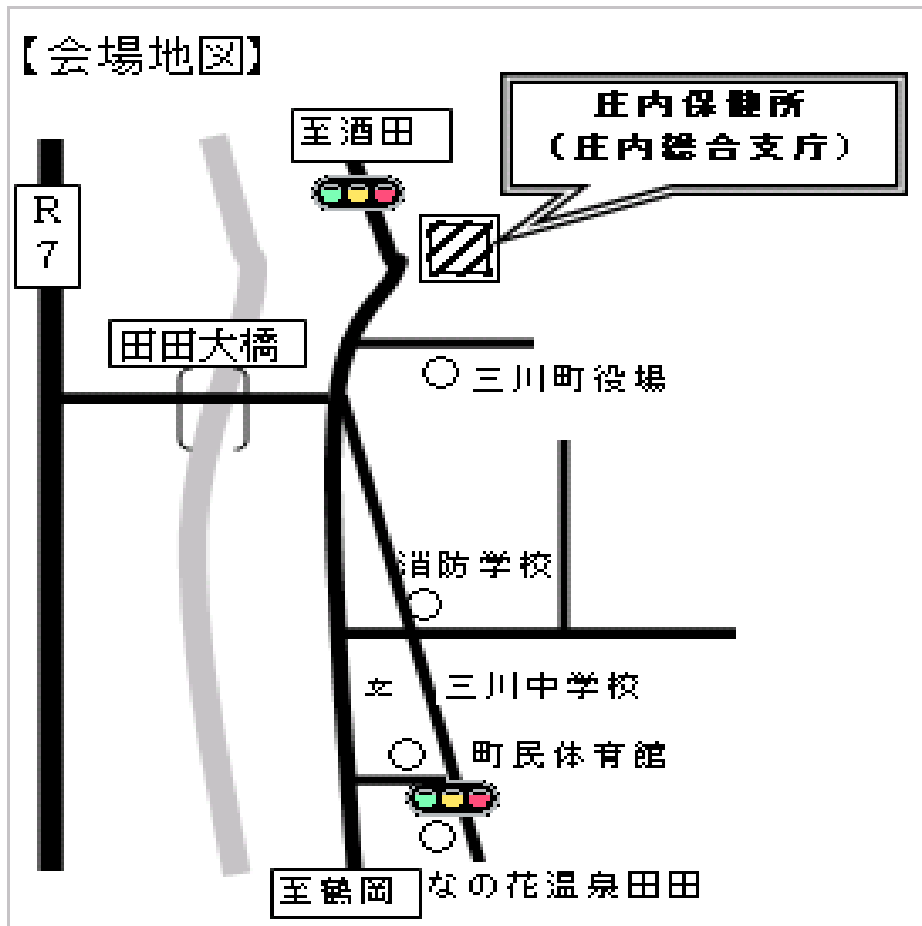 【会場地図】
庄内保健所
（庄内総合支庁）
至酒田
R
7
田田大橋
三川町役場
消防学校
三川中学校
町民体育館
至鶴岡
なの花温泉田田